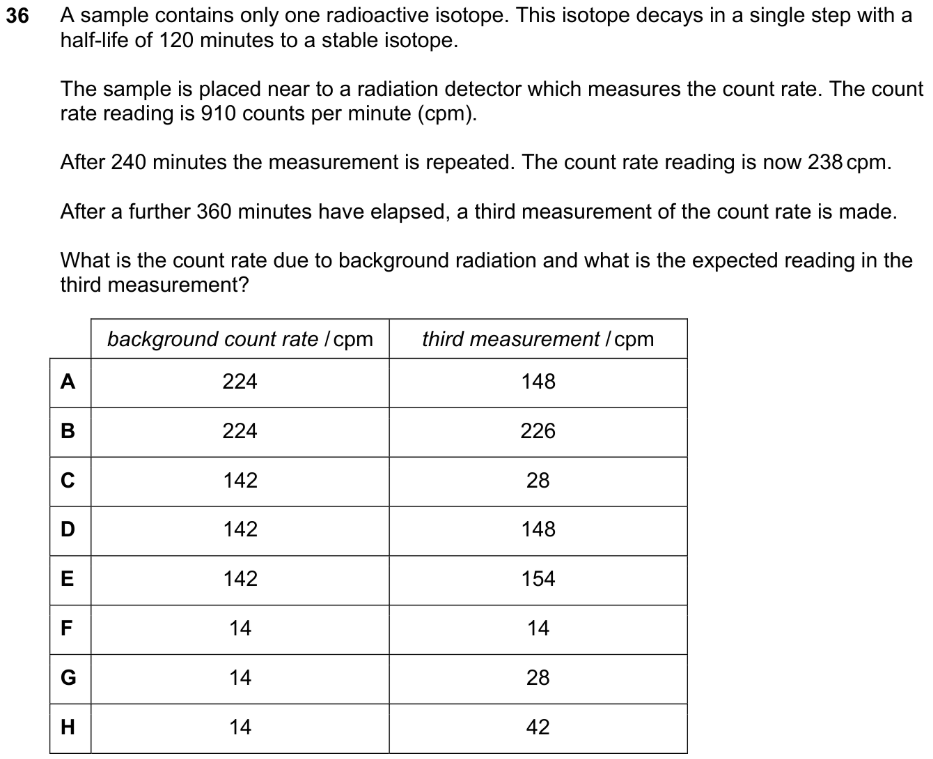 36 A sample contains only one radioactive isotope. This isotope decays in a single step with a
half-life of 120 minutes to a stable isotope.
The sample is placed near to a radiation detector which measures the count rate. The count
rate reading is 910 counts per minute (cpm).
After 240 minutes the measurement is repeated. The count rate reading is now 238 cpm.
After a further 360 minutes have elapsed, a third measurement of the count rate is made.
What is the count rate due to background radiation and what is the expected reading in the
third measurement?
background count rate / cpm third measurement / cpm
A 224 148
B 224 226
C 142 28
D 142 148
E 142 154
F 14 14
G 14 28
H 14 42